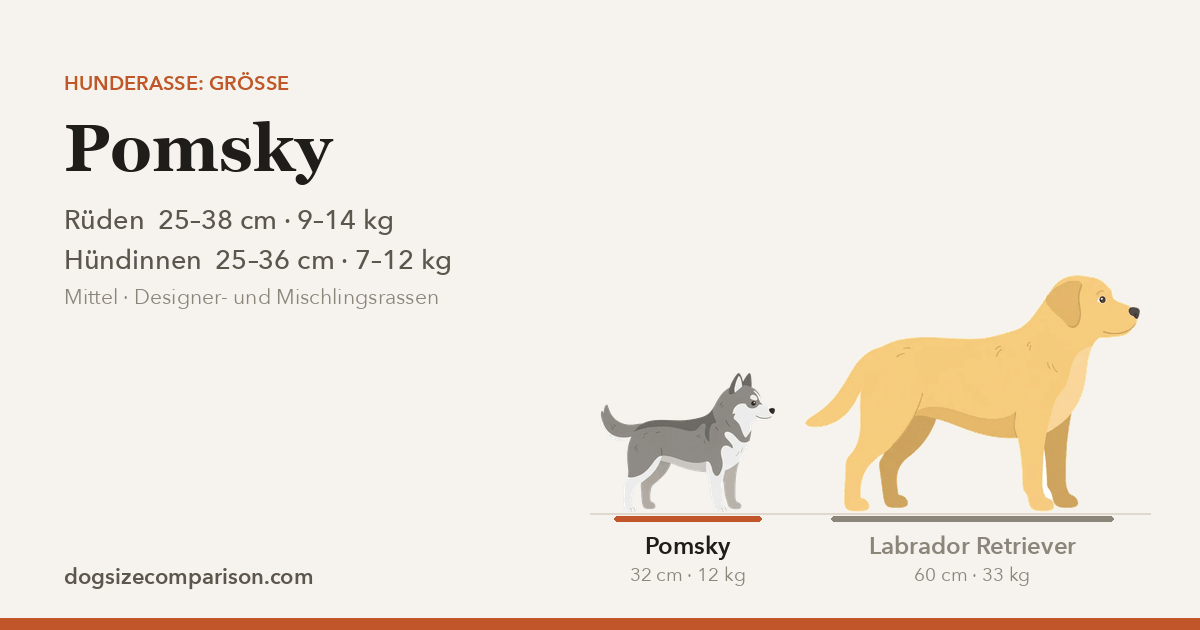 HUNDERASSE: GRÖSSE
Pomsky
Rüden 25–38 cm · 9–14 kg
Hündinnen 25–36 cm · 7–12 kg
Mittel · Designer- und Mischlingsrassen
Pomsky
32 cm · 12 kg
Labrador Retriever
60 cm · 33 kg
dogsizecomparison.com